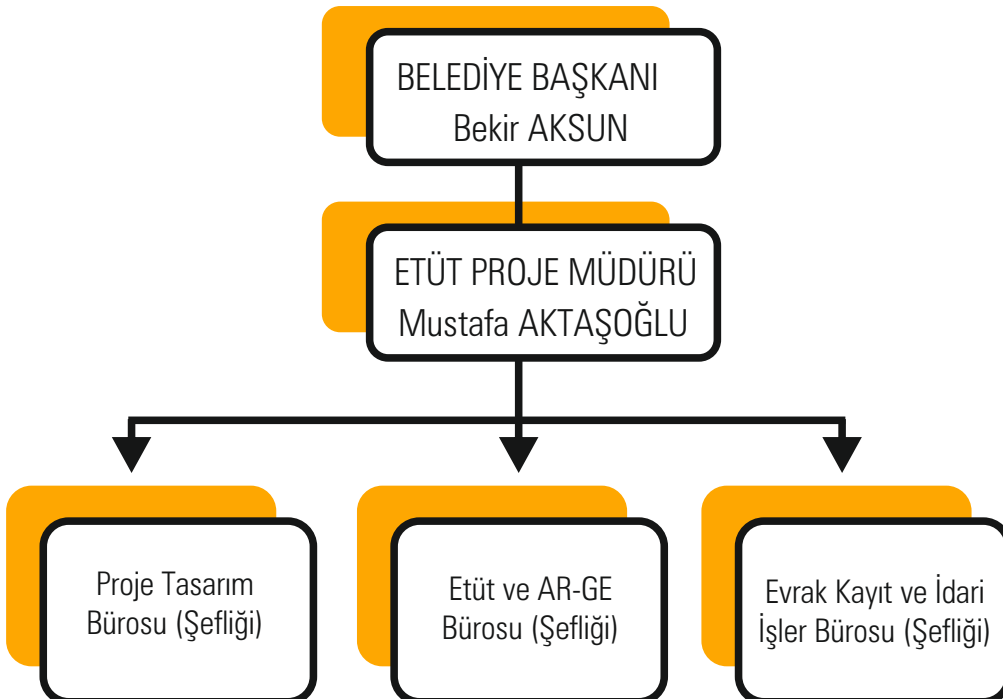 BELEDİYE BAŞKANI
Bekir AKSUN
ETÜT PROJE MÜDÜRÜ
Mustafa AKTAŞOĞLU
Proje Tasarım
Bürosu (Şefliği)
Etüt ve AR-GE
Bürosu (Şefliği)
Evrak Kayıt ve İdari
İşler Bürosu (Şefliği)